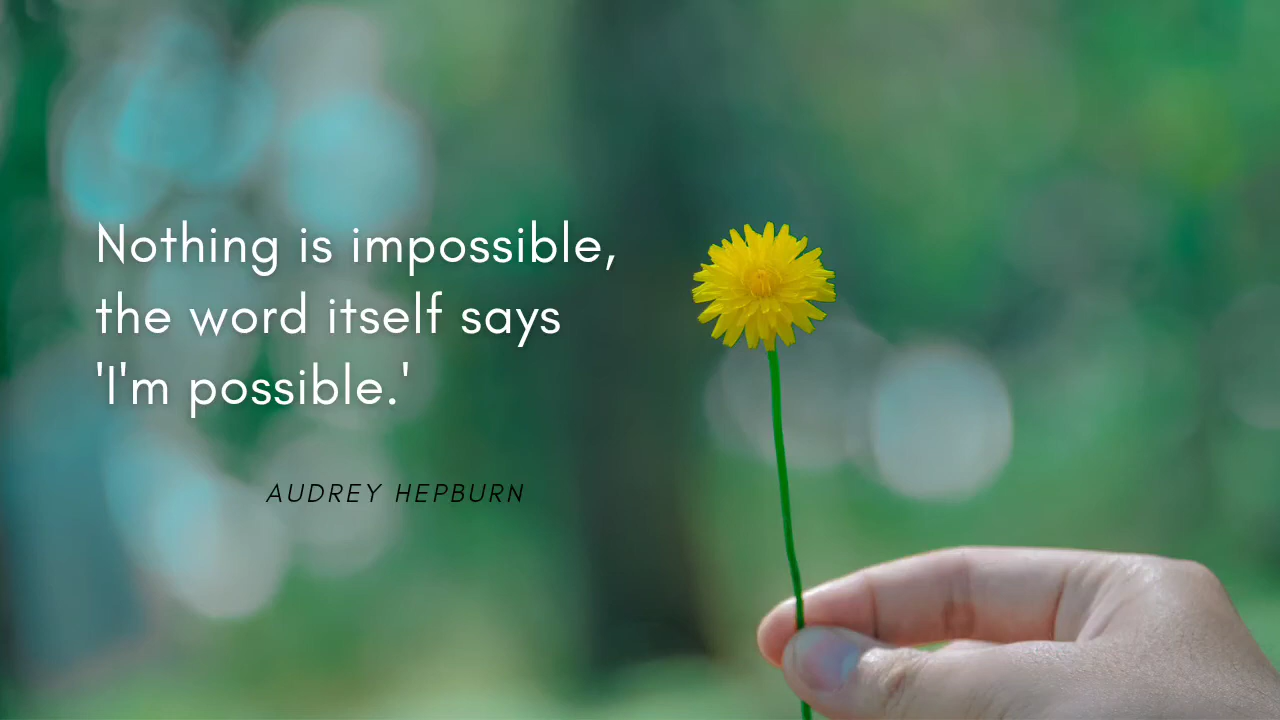 Nothing is impossible,
the word itself says
'I'm possible.'
AUDREY HEPBURN